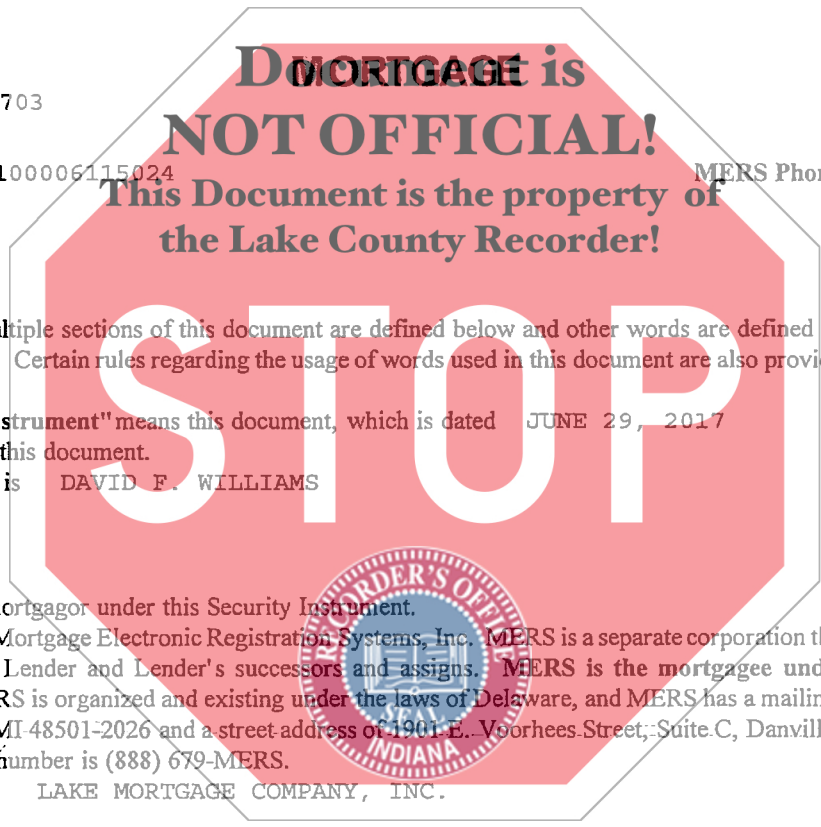 MORTGAGE
Document is
703
NOT OFFICIAL!
100006115024
MERS Phon
This Document is the property of
the Lake County Recorder!
STOP
ltiple sections of this document are defined below and other words are defined
Certain rules regarding the usage of words used in this document are also provi
strument" means this document, which is dated JUNE 29, 2017
this document.
is DAVID F. WILLIAMS
ortgagor under this Security Instrument.
Mortgage Electronic Registration Systems, Inc. MERS is a separate corporation th
Lender and Lender's successors and assigns. MERS is the mortgagee und
RS is organized and existing under the laws of Delaware, and MERS has a mailin
MI 48501-2026 and a street address of 1901 E. Voorhees Street, Suite C, Danvill
number is (888) 679-MERS.
LAKE MORTGAGE COMPANY, INC.
RECORDER'S OFFICE
INDIANA